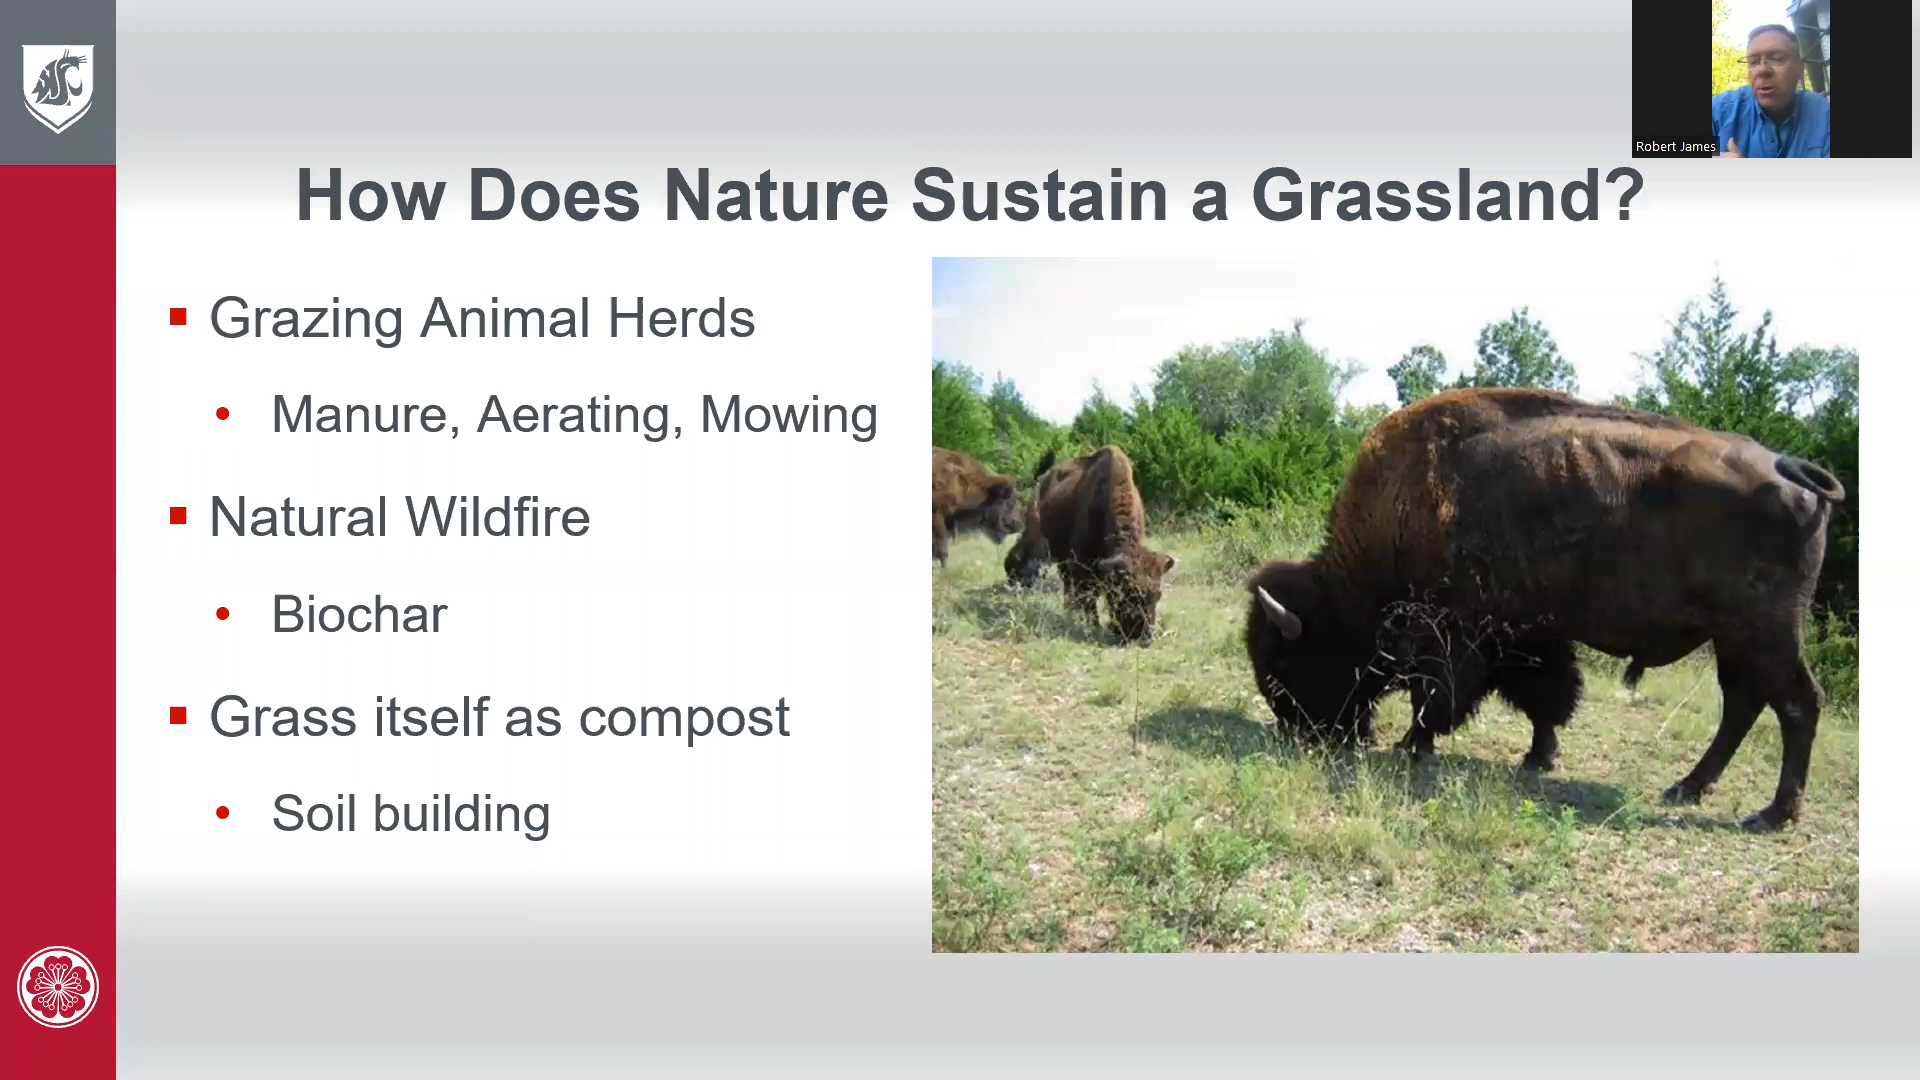 Robert James
How Does Nature Sustain a Grassland?
Grazing Animal Herds
Manure, Aerating, Mowing
Natural Wildfire
Biochar
Grass itself as compost
Soil building